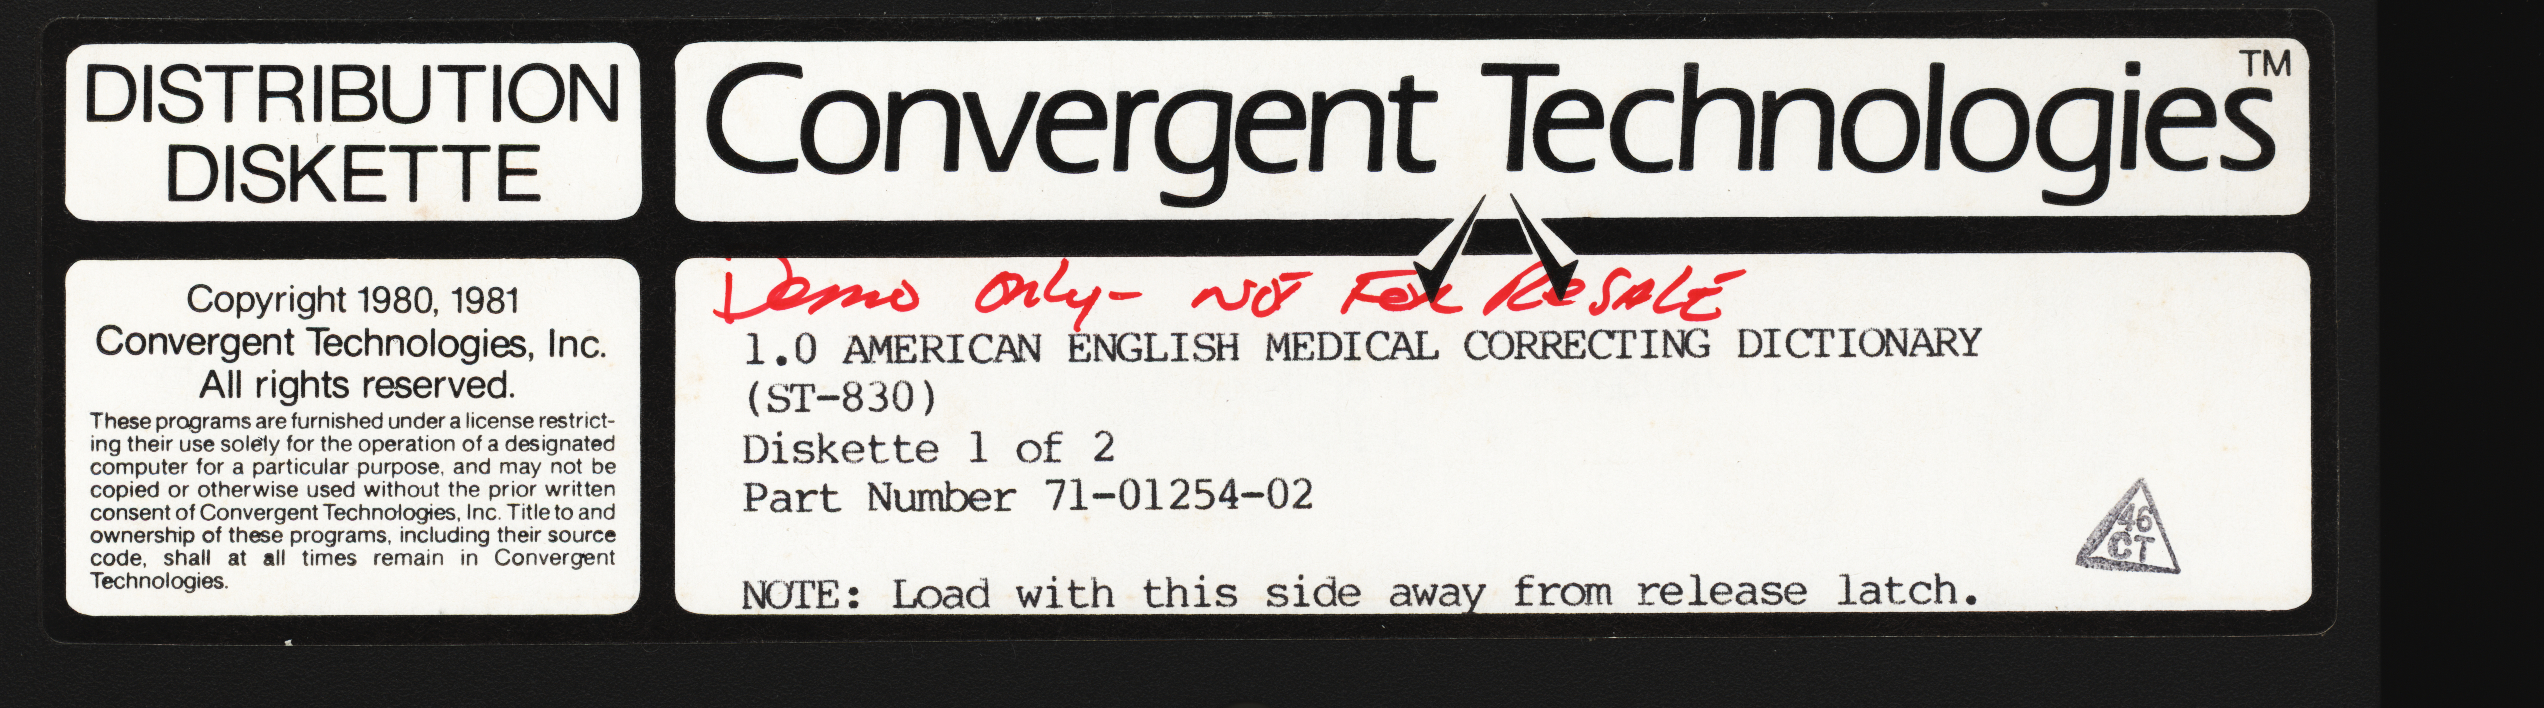 DISTRIBUTION
DISKETTE
Convergent Technologies™
Copyright 1980, 1981
Convergent Technologies, Inc.
All rights reserved.
These programs are furnished under a license restrict-
ing their use solely for the operation of a designated
computer for a particular purpose, and may not be
copied or otherwise used without the prior written
consent of Convergent Technologies, Inc. Title to and
ownership of these programs, including their source
code, shall at all times remain in Convergent
Technologies.
Demo Only - NOT FOR RESALE
1.0 AMERICAN ENGLISH MEDICAL CORRECTING DICTIONARY
(ST-830)
Diskette 1 of 2
Part Number 71-01254-02
46
CT
NOTE: Load with this side away from release latch.